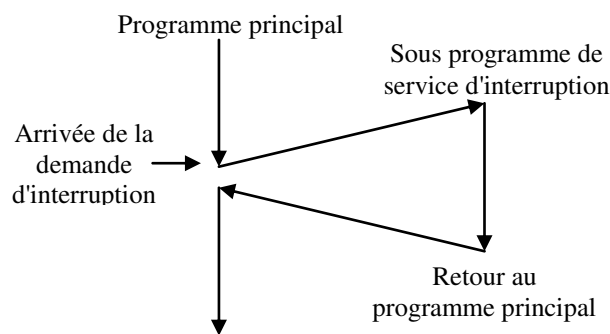 Programme principal
Sous programme de
service d'interruption
Arrivée de la
demande
d'interruption
Retour au
programme principal